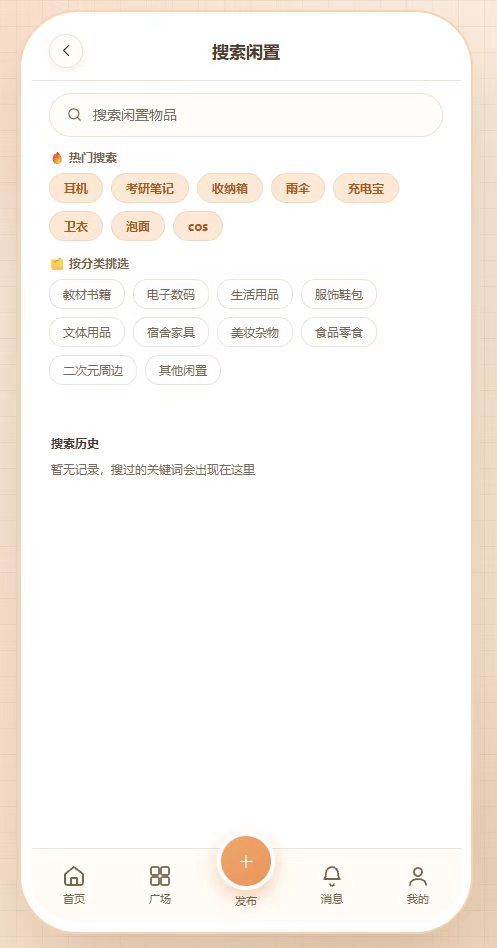 搜索闲置
搜索闲置物品
热门搜索
耳机 考研笔记 收纳箱 雨伞 充电宝
卫衣 泡面 cos
按分类挑选
教材书籍 电子数码 生活用品 服饰鞋包
文体用品 宿舍家具 美妆杂物 食品零食
二次元周边 其他闲置
搜索历史
暂无记录，搜过的关键词会出现在这里
首页 广场 发布 消息 我的